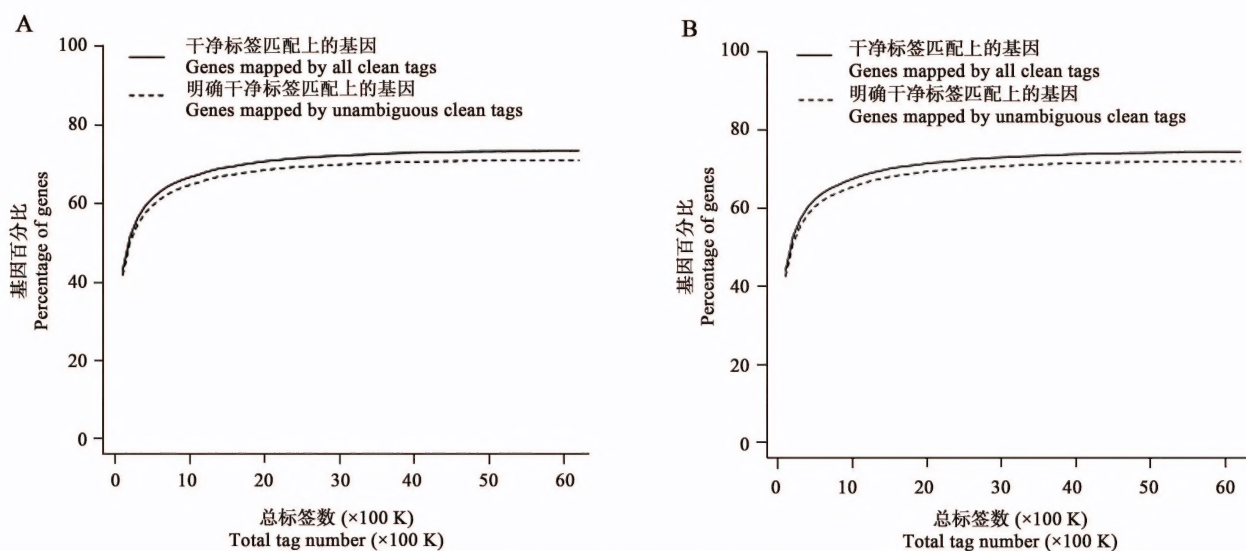 A
100
80
60
40
20
0
基因百分比
Percentage of genes
干净标签匹配上的基因
Genes mapped by all clean tags
明确干净标签匹配上的基因
Genes mapped by unambiguous clean tags
0 10 20 30 40 50 60
总标签数 (×100 K)
Total tag number (×100 K)
B
100
80
60
40
20
0
基因百分比
Percentage of genes
干净标签匹配上的基因
Genes mapped by all clean tags
明确干净标签匹配上的基因
Genes mapped by unambiguous clean tags
0 10 20 30 40 50 60
总标签数 (×100 K)
Total tag number (×100 K)